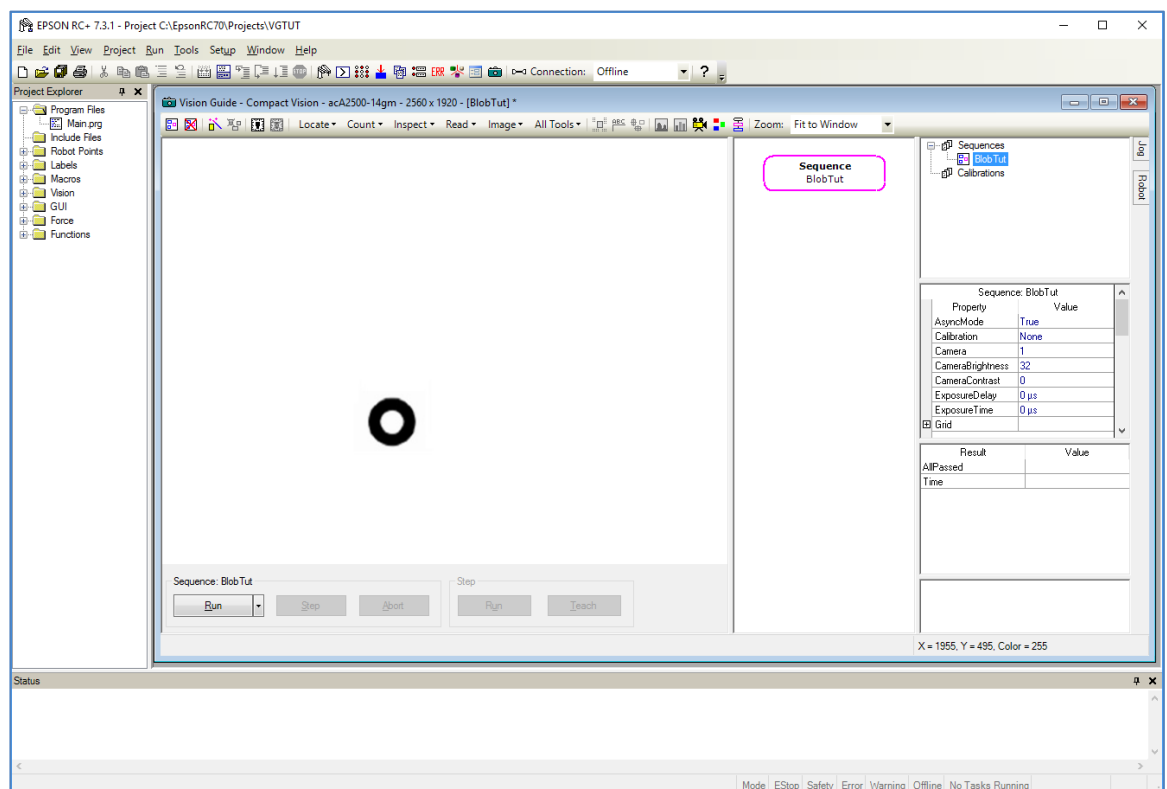 EPSON RC+ 7.3.1 - Project C:\EpsonRC70\Projects\VGTUT
File Edit View Project Run Tools Setup Window Help
ERR Connection: Offline ?
Project Explorer
Program Files
Main.prg
Include Files
Robot Points
Labels
Macros
Vision
GUI
Force
Functions
Vision Guide - Compact Vision - acA2500-14gm - 2560 x 1920 - [BlobTut] *
Locate Count Inspect Read Image All Tools ABC Zoom: Fit to Window
Sequence
BlobTut
Sequences
BlobTut
Calibrations
Jog
Robot
Sequence: BlobTut
Property Value
AsyncMode True
Calibration None
Camera 1
CameraBrightness 32
CameraContrast 0
ExposureDelay 0 µs
ExposureTime 0 µs
Grid
Result Value
AllPassed
Time
Sequence: BlobTut
Run Step Abort
Step
Run Teach
X = 1955, Y = 495, Color = 255
Status
Mode EStop Safety Error Warning Offline No Tasks Running